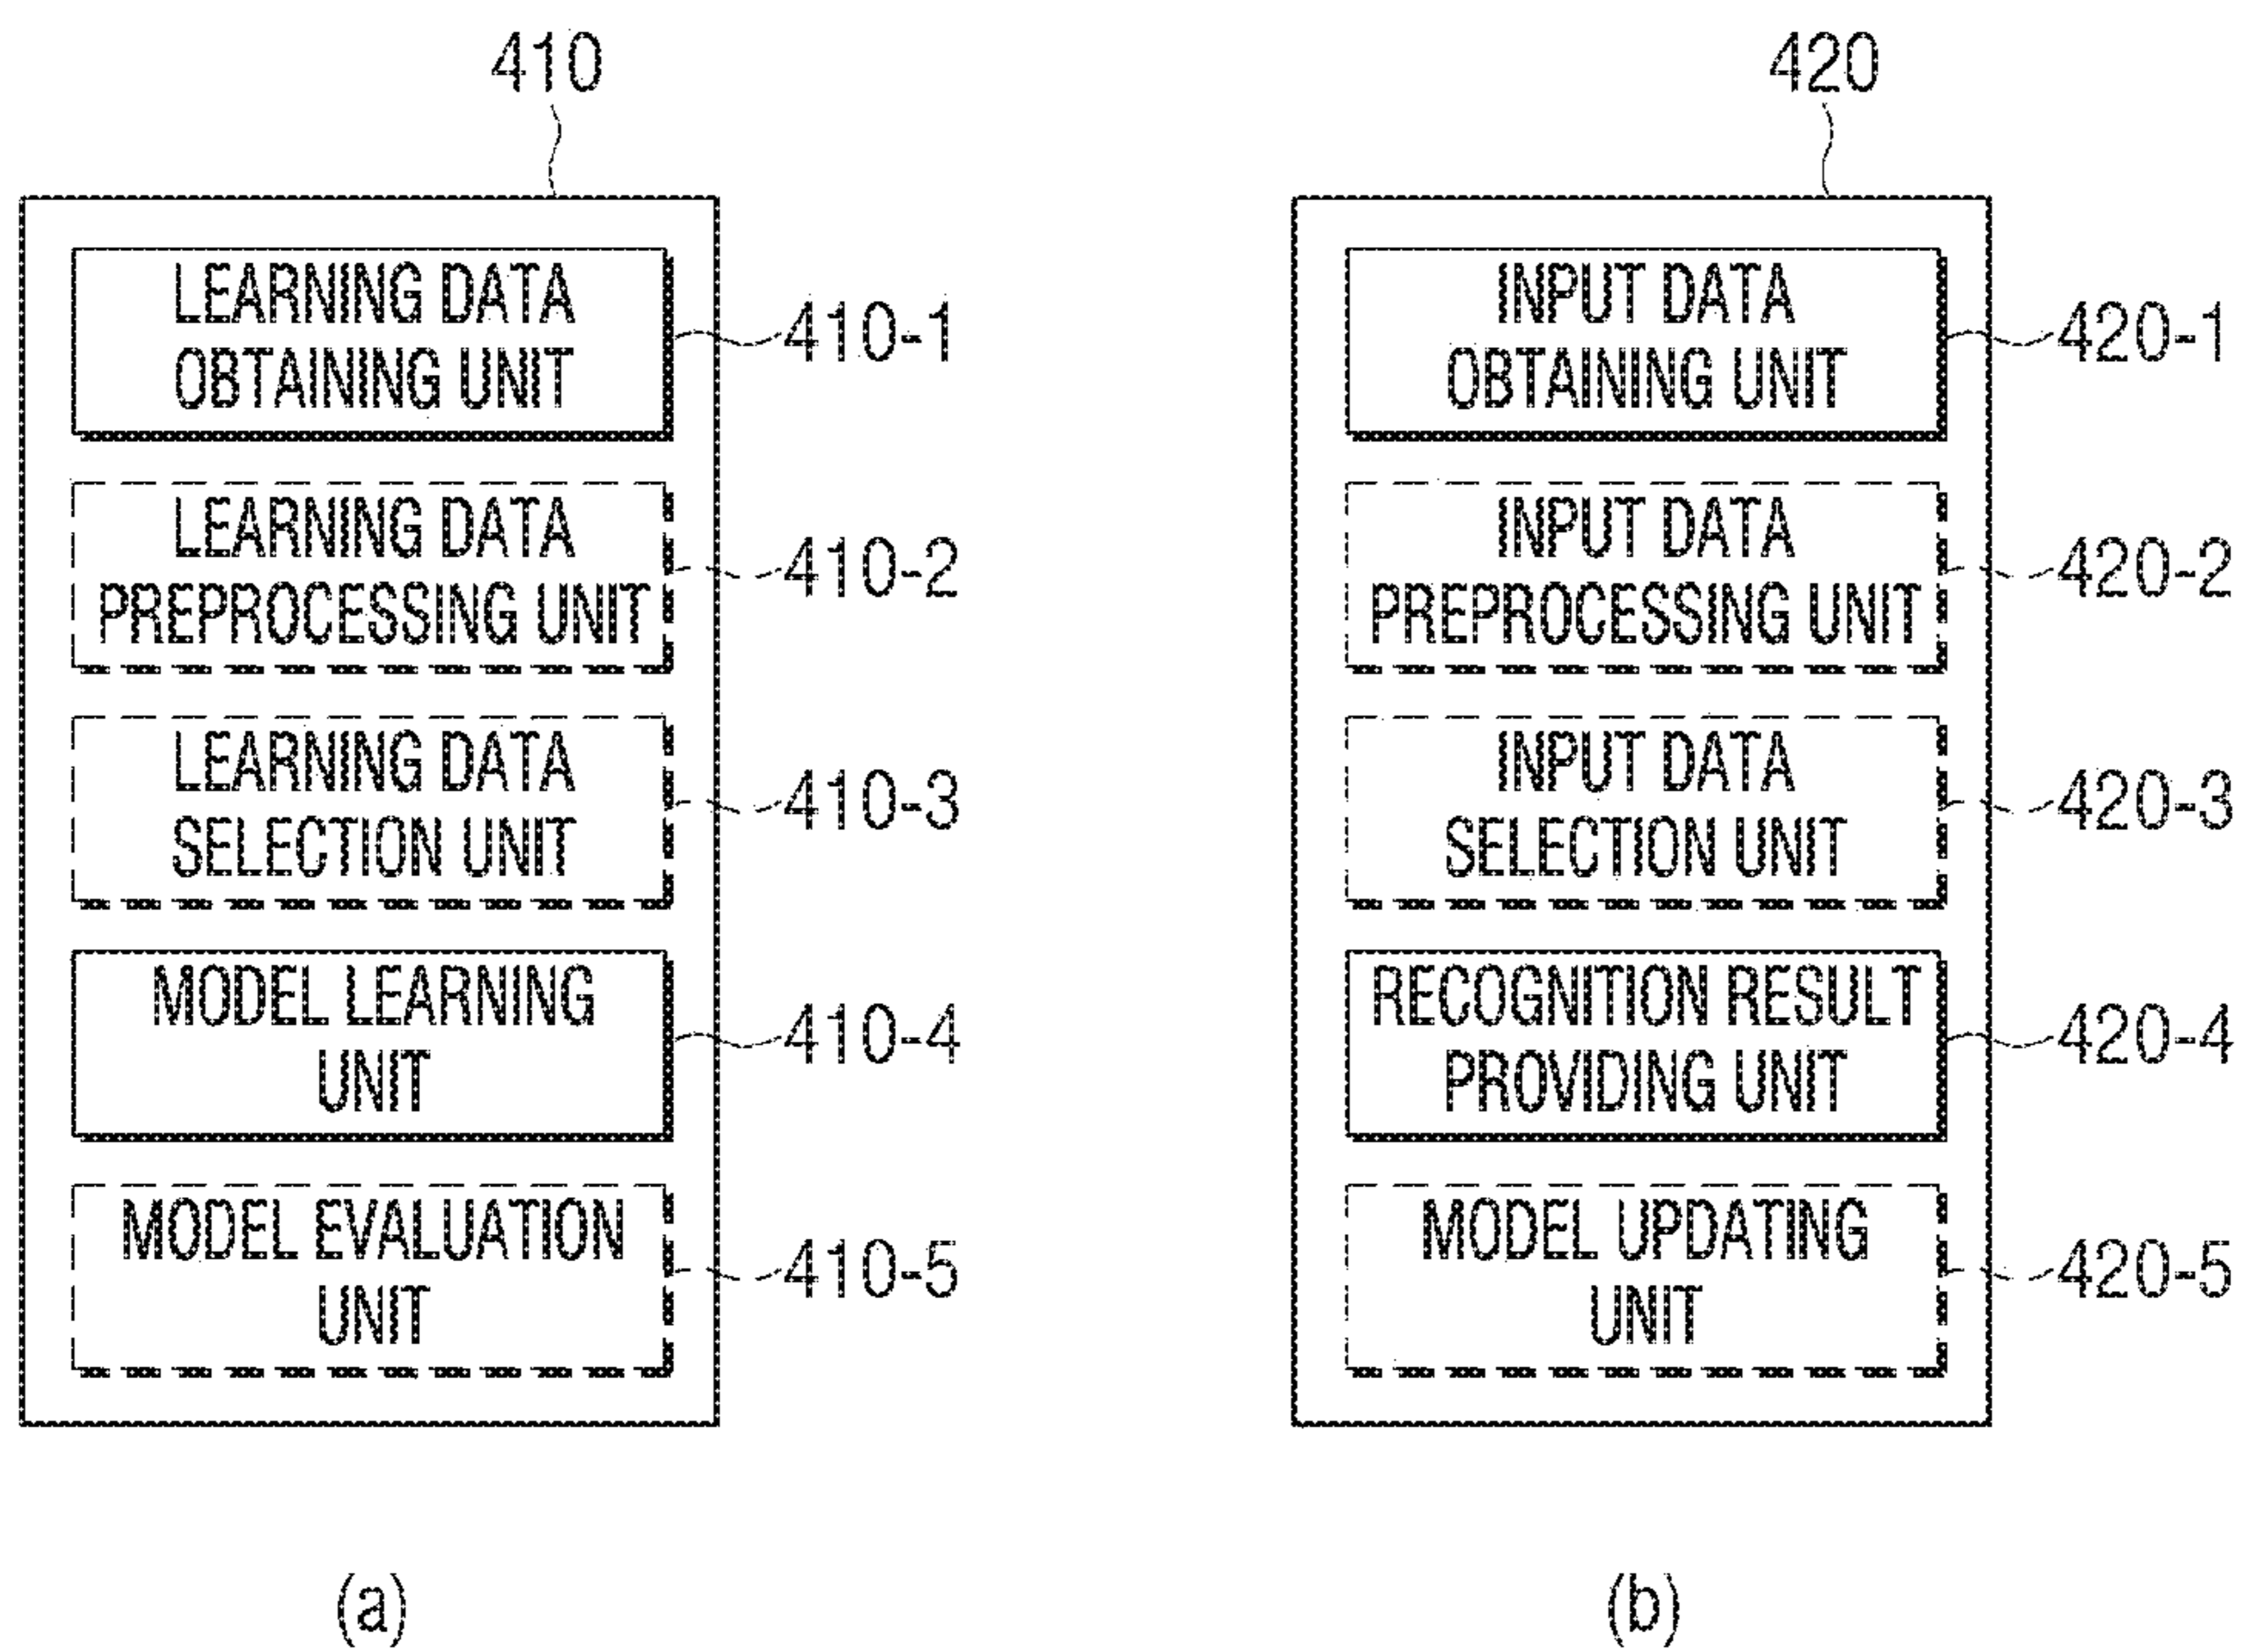 410
LEARNING DATA
OBTAINING UNIT
410-1
LEARNING DATA
PREPROCESSING UNIT
410-2
LEARNING DATA
SELECTION UNIT
410-3
MODEL LEARNING
UNIT
410-4
MODEL EVALUATION
UNIT
410-5
(a)
420
INPUT DATA
OBTAINING UNIT
420-1
INPUT DATA
PREPROCESSING UNIT
420-2
INPUT DATA
SELECTION UNIT
420-3
RECOGNITION RESULT
PROVIDING UNIT
420-4
MODEL UPDATING
UNIT
420-5
(b)